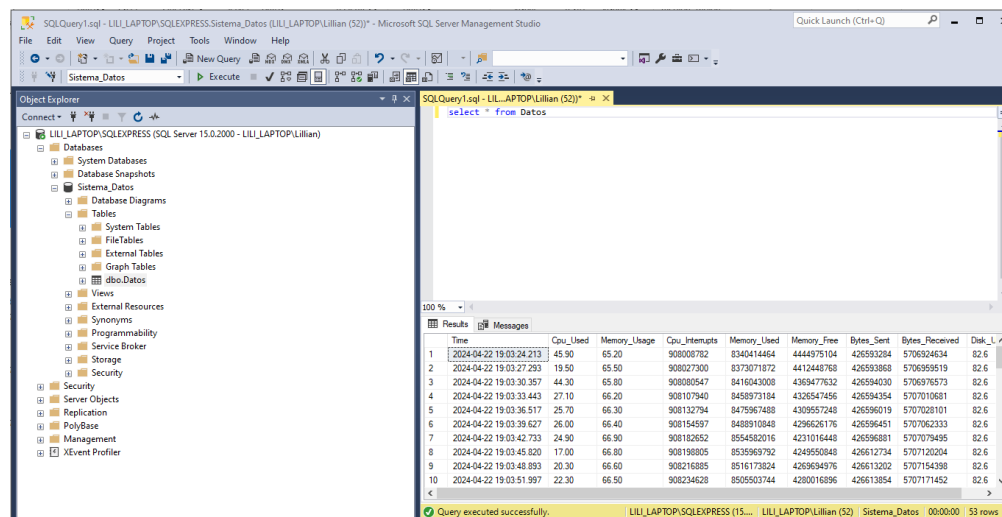 SQLQuery1.sql - LILI_LAPTOP\SQLEXPRESS.Sistema_Datos (LILI_LAPTOP\Lillian (52))* - Microsoft SQL Server Management Studio
Quick Launch (Ctrl+Q)
File Edit View Query Project Tools Window Help
New Query
Sistema_Datos Execute
Object Explorer
Connect
LILI_LAPTOP\SQLEXPRESS (SQL Server 15.0.2000 - LILI_LAPTOP\Lillian)
Databases
System Databases
Database Snapshots
Sistema_Datos
Database Diagrams
Tables
System Tables
FileTables
External Tables
Graph Tables
dbo.Datos
Views
External Resources
Synonyms
Programmability
Service Broker
Storage
Security
Security
Server Objects
Replication
PolyBase
Management
XEvent Profiler
SQLQuery1.sql - LIL...APTOP\Lillian (52))*
select * from Datos
100 %
Results Messages
Time Cpu_Used Memory_Usage Cpu_Interrupts Memory_Used Memory_Free Bytes_Sent Bytes_Received
1 2024-04-22 19:03:24.213 45.90 65.20 908008782 8340414464 4444975104 426593284 5706924634 82.6
2 2024-04-22 19:03:27.293 19.50 65.50 908027300 8373071872 4412448768 426593868 5706959519 82.6
3 2024-04-22 19:03:30.357 44.30 65.80 908080547 8416043008 4369477632 426594030 5706976573 82.6
4 2024-04-22 19:03:33.443 27.10 66.20 908107940 8458973184 4326547456 426594354 5707010681 82.6
5 2024-04-22 19:03:36.517 25.70 66.30 908132794 8475967488 4309557248 426596019 5707028101 82.6
6 2024-04-22 19:03:39.627 26.00 66.40 908154597 8488910848 4296626176 426596451 5707062333 82.6
7 2024-04-22 19:03:42.733 24.90 66.90 908182652 8554582016 4231016448 426596881 5707079495 82.6
8 2024-04-22 19:03:45.820 17.00 66.80 908198805 8535969792 4249550848 426612734 5707120204 82.6
9 2024-04-22 19:03:48.893 20.30 66.60 908216885 8516173824 4269694976 426613202 5707154398 82.6
10 2024-04-22 19:03:51.997 22.30 66.50 908234628 8505503744 4280016896 426613854 5707171452 82.6
Query executed successfully. LILI_LAPTOP\SQLEXPRESS (15.... LILI_LAPTOP\Lillian (52) Sistema_Datos 00:00:00 53 rows